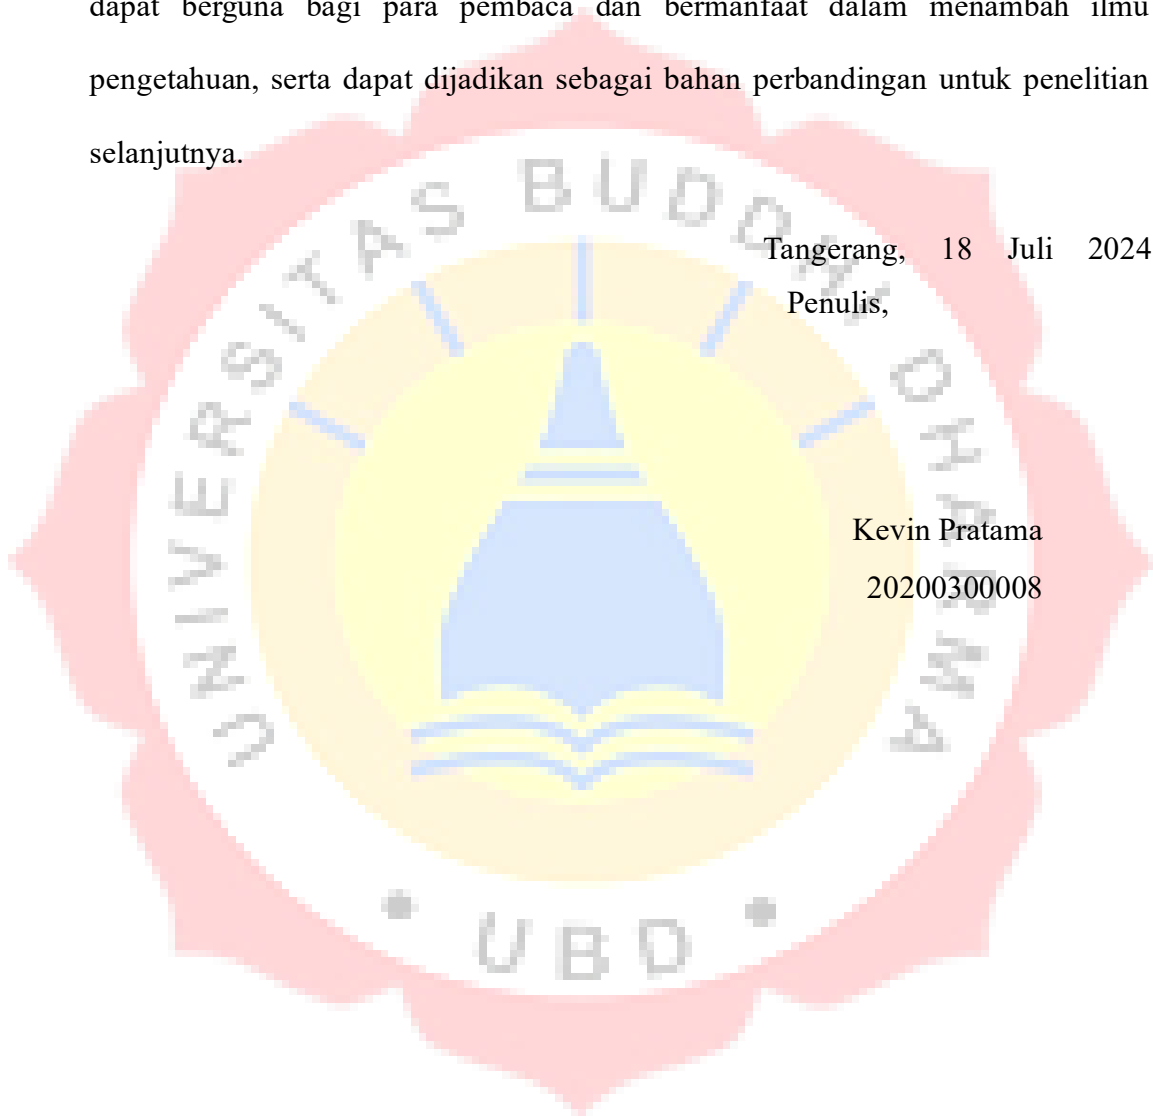 dapat berguna bagi para pembaca dan bermanfaat dalam menambah ilmu
pengetahuan, serta dapat dijadikan sebagai bahan perbandingan untuk penelitian
selanjutnya.
Tangerang, 18 Juli 2024
Penulis,
Kevin Pratama
20200300008
UNIVERSITAS BUDDHI DHARMA
• UBD •